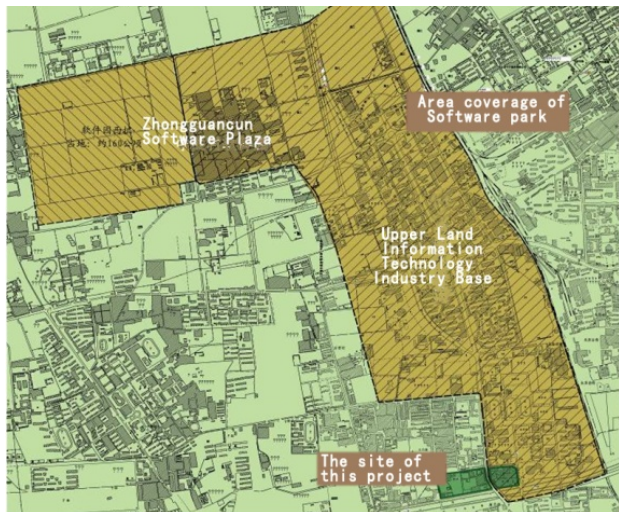 Area coverage of
Software park
Zhongguancun
Software Plaza
Upper Land
Information
Technology
Industry Base
The site of
this project